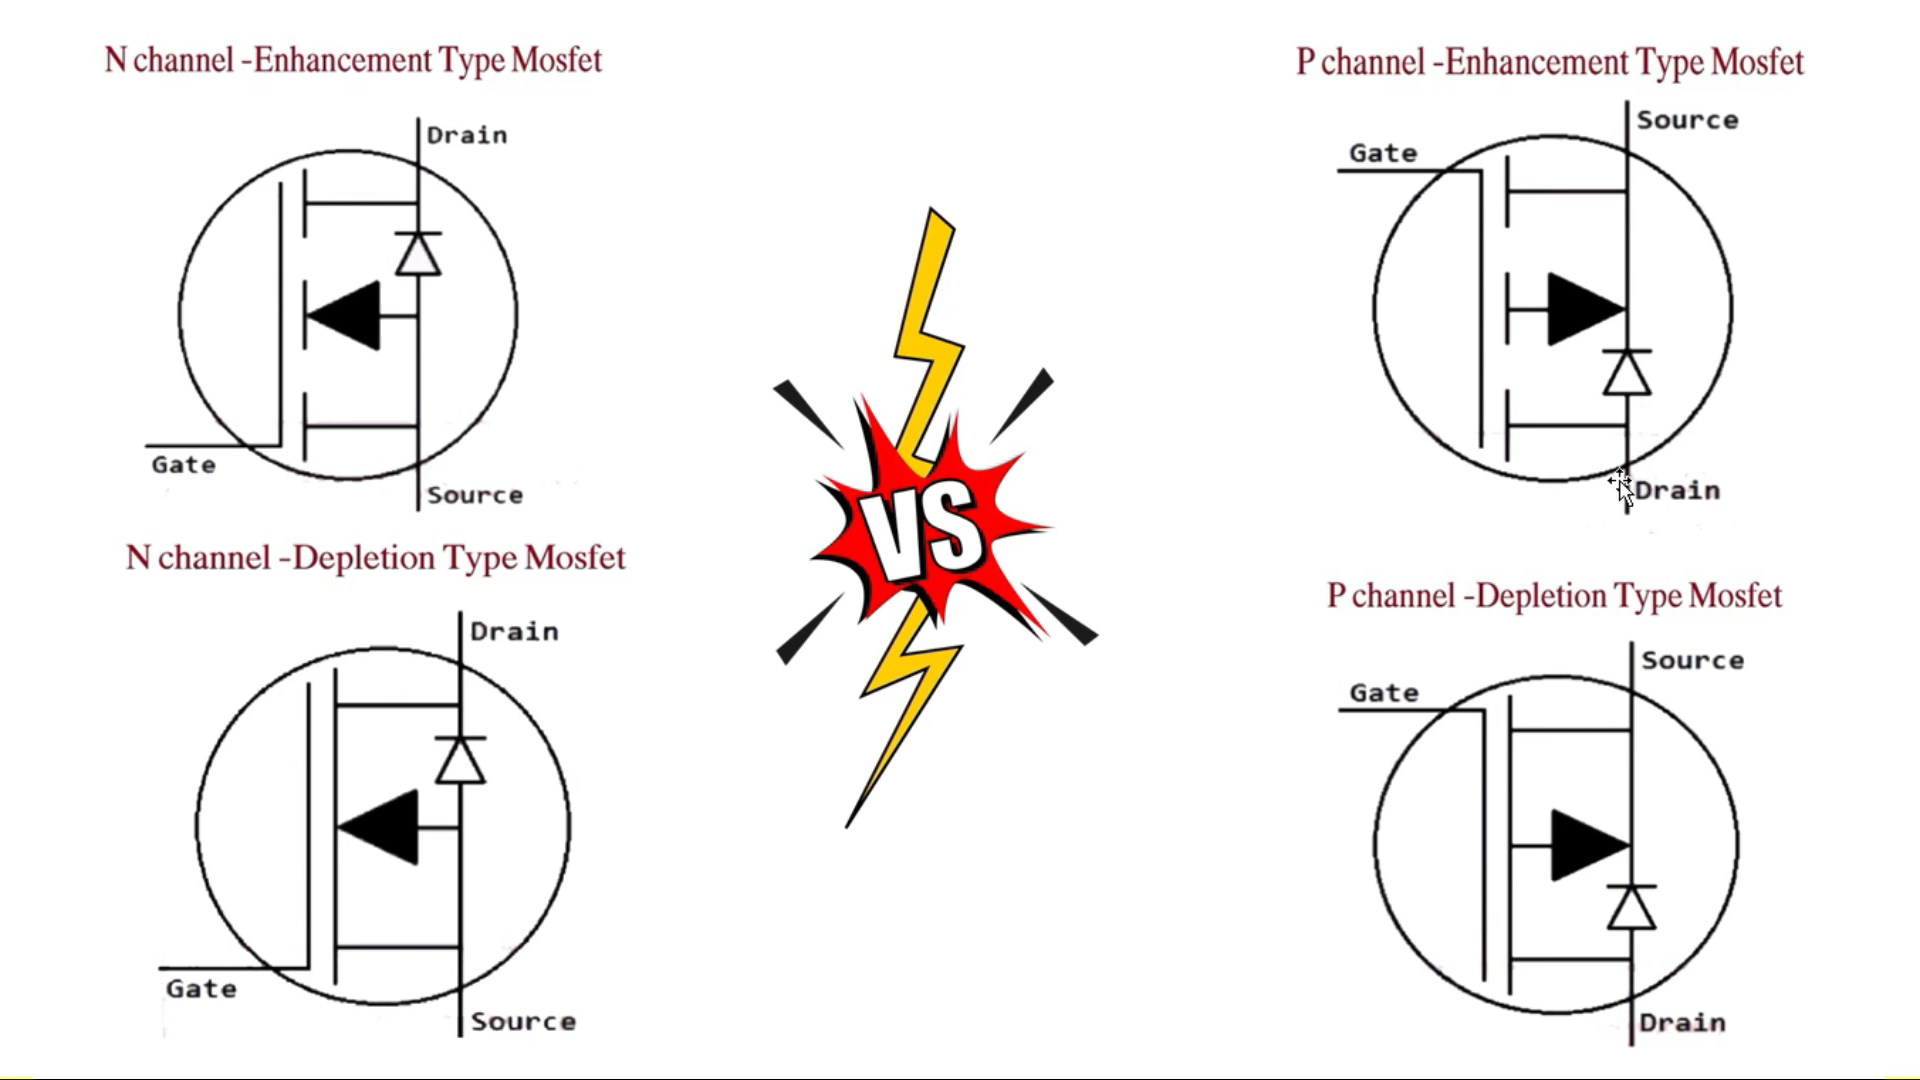 N channel -Enhancement Type Mosfet
Drain
Gate
Source
N channel -Depletion Type Mosfet
Drain
Gate
Source
VS
P channel -Enhancement Type Mosfet
Source
Gate
Drain
P channel -Depletion Type Mosfet
Source
Gate
Drain